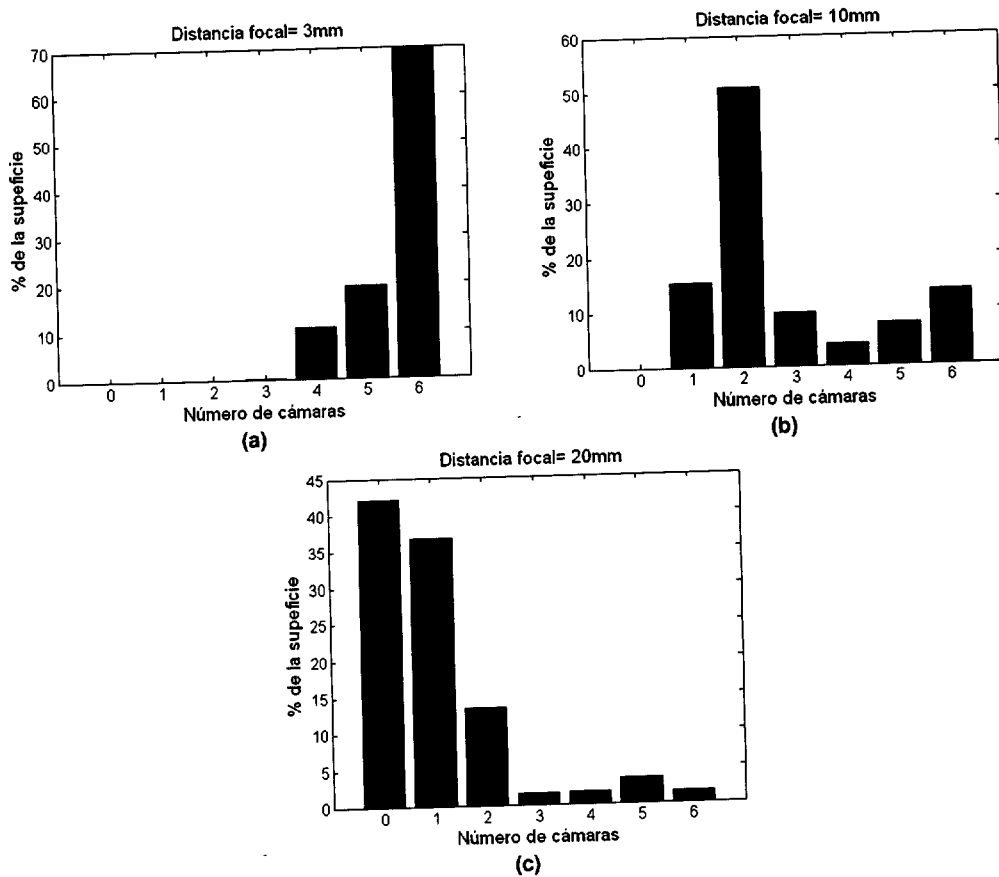 Distancia focal= 3mm
70
60
50
40
30
20
10
0
% de la supeficie
0 1 2 3 4 5 6
Número de cámaras
(a)
Distancia focal= 10mm
60
50
40
30
20
10
0
% de la supeficie
0 1 2 3 4 5 6
Número de cámaras
(b)
Distancia focal= 20mm
45
40
35
30
25
20
15
10
5
0
% de la supeficie
0 1 2 3 4 5 6
Número de cámaras
(c)